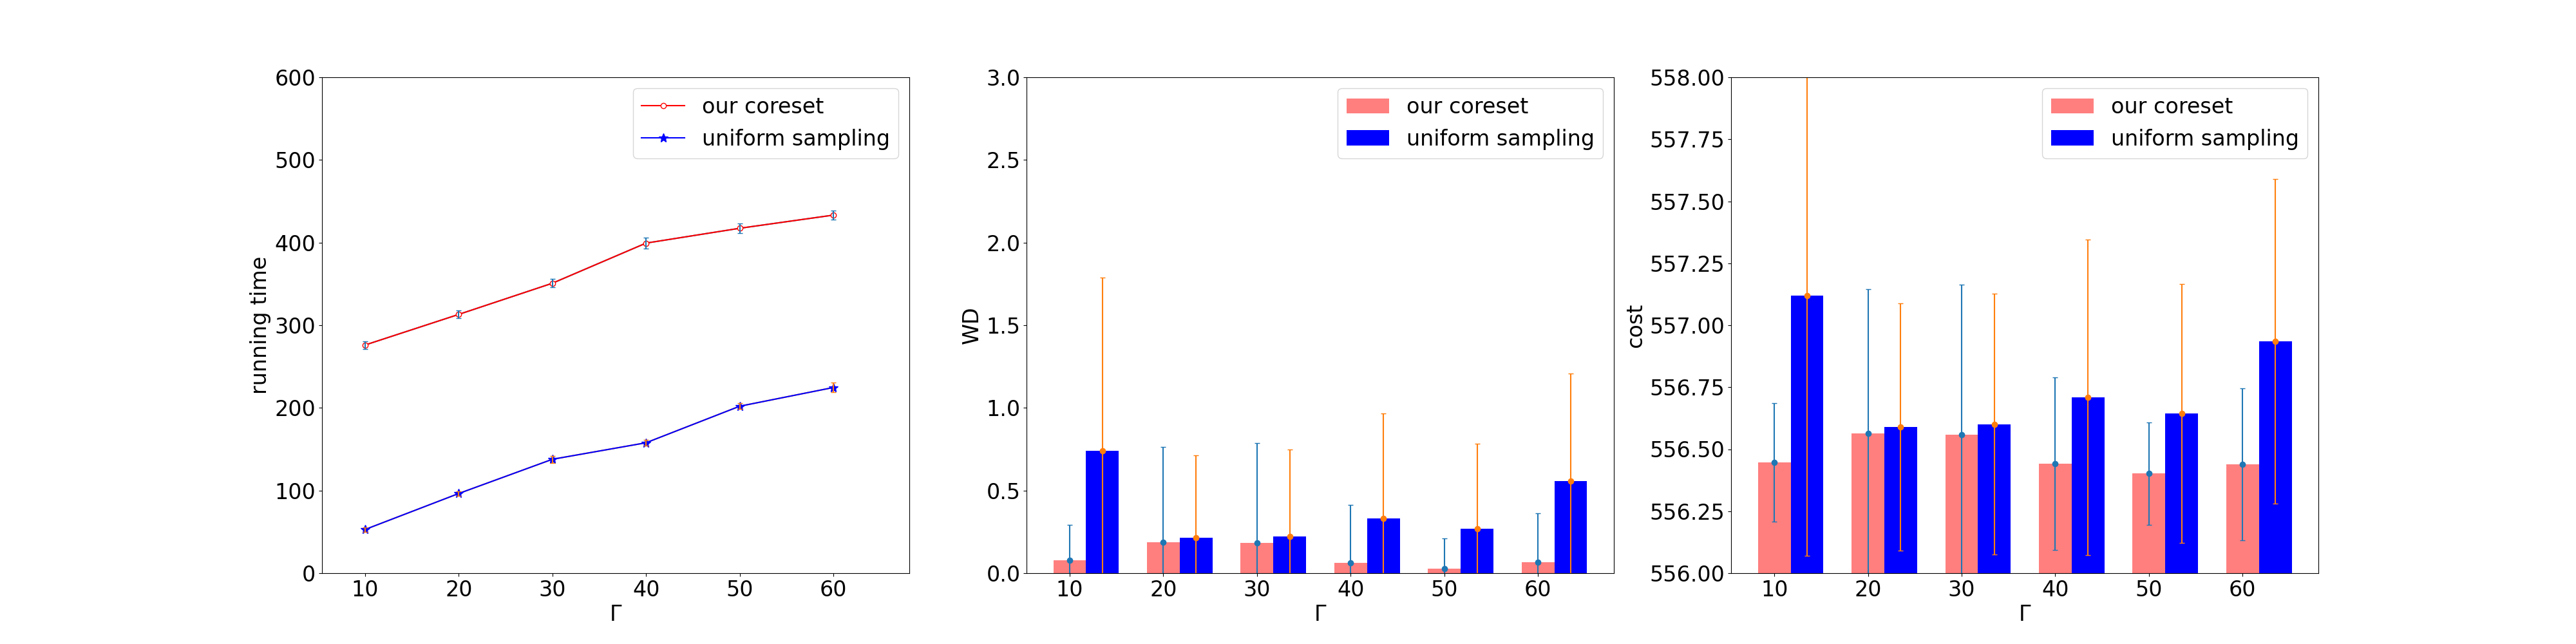 600
500
400
300
200
100
0
running time
10 20 30 40 50 60
Γ
our coreset
uniform sampling
3.0
2.5
2.0
1.5
1.0
0.5
0.0
WD
10 20 30 40 50 60
Γ
our coreset
uniform sampling
558.00
557.75
557.50
557.25
557.00
556.75
556.50
556.25
556.00
cost
10 20 30 40 50 60
Γ
our coreset
uniform sampling